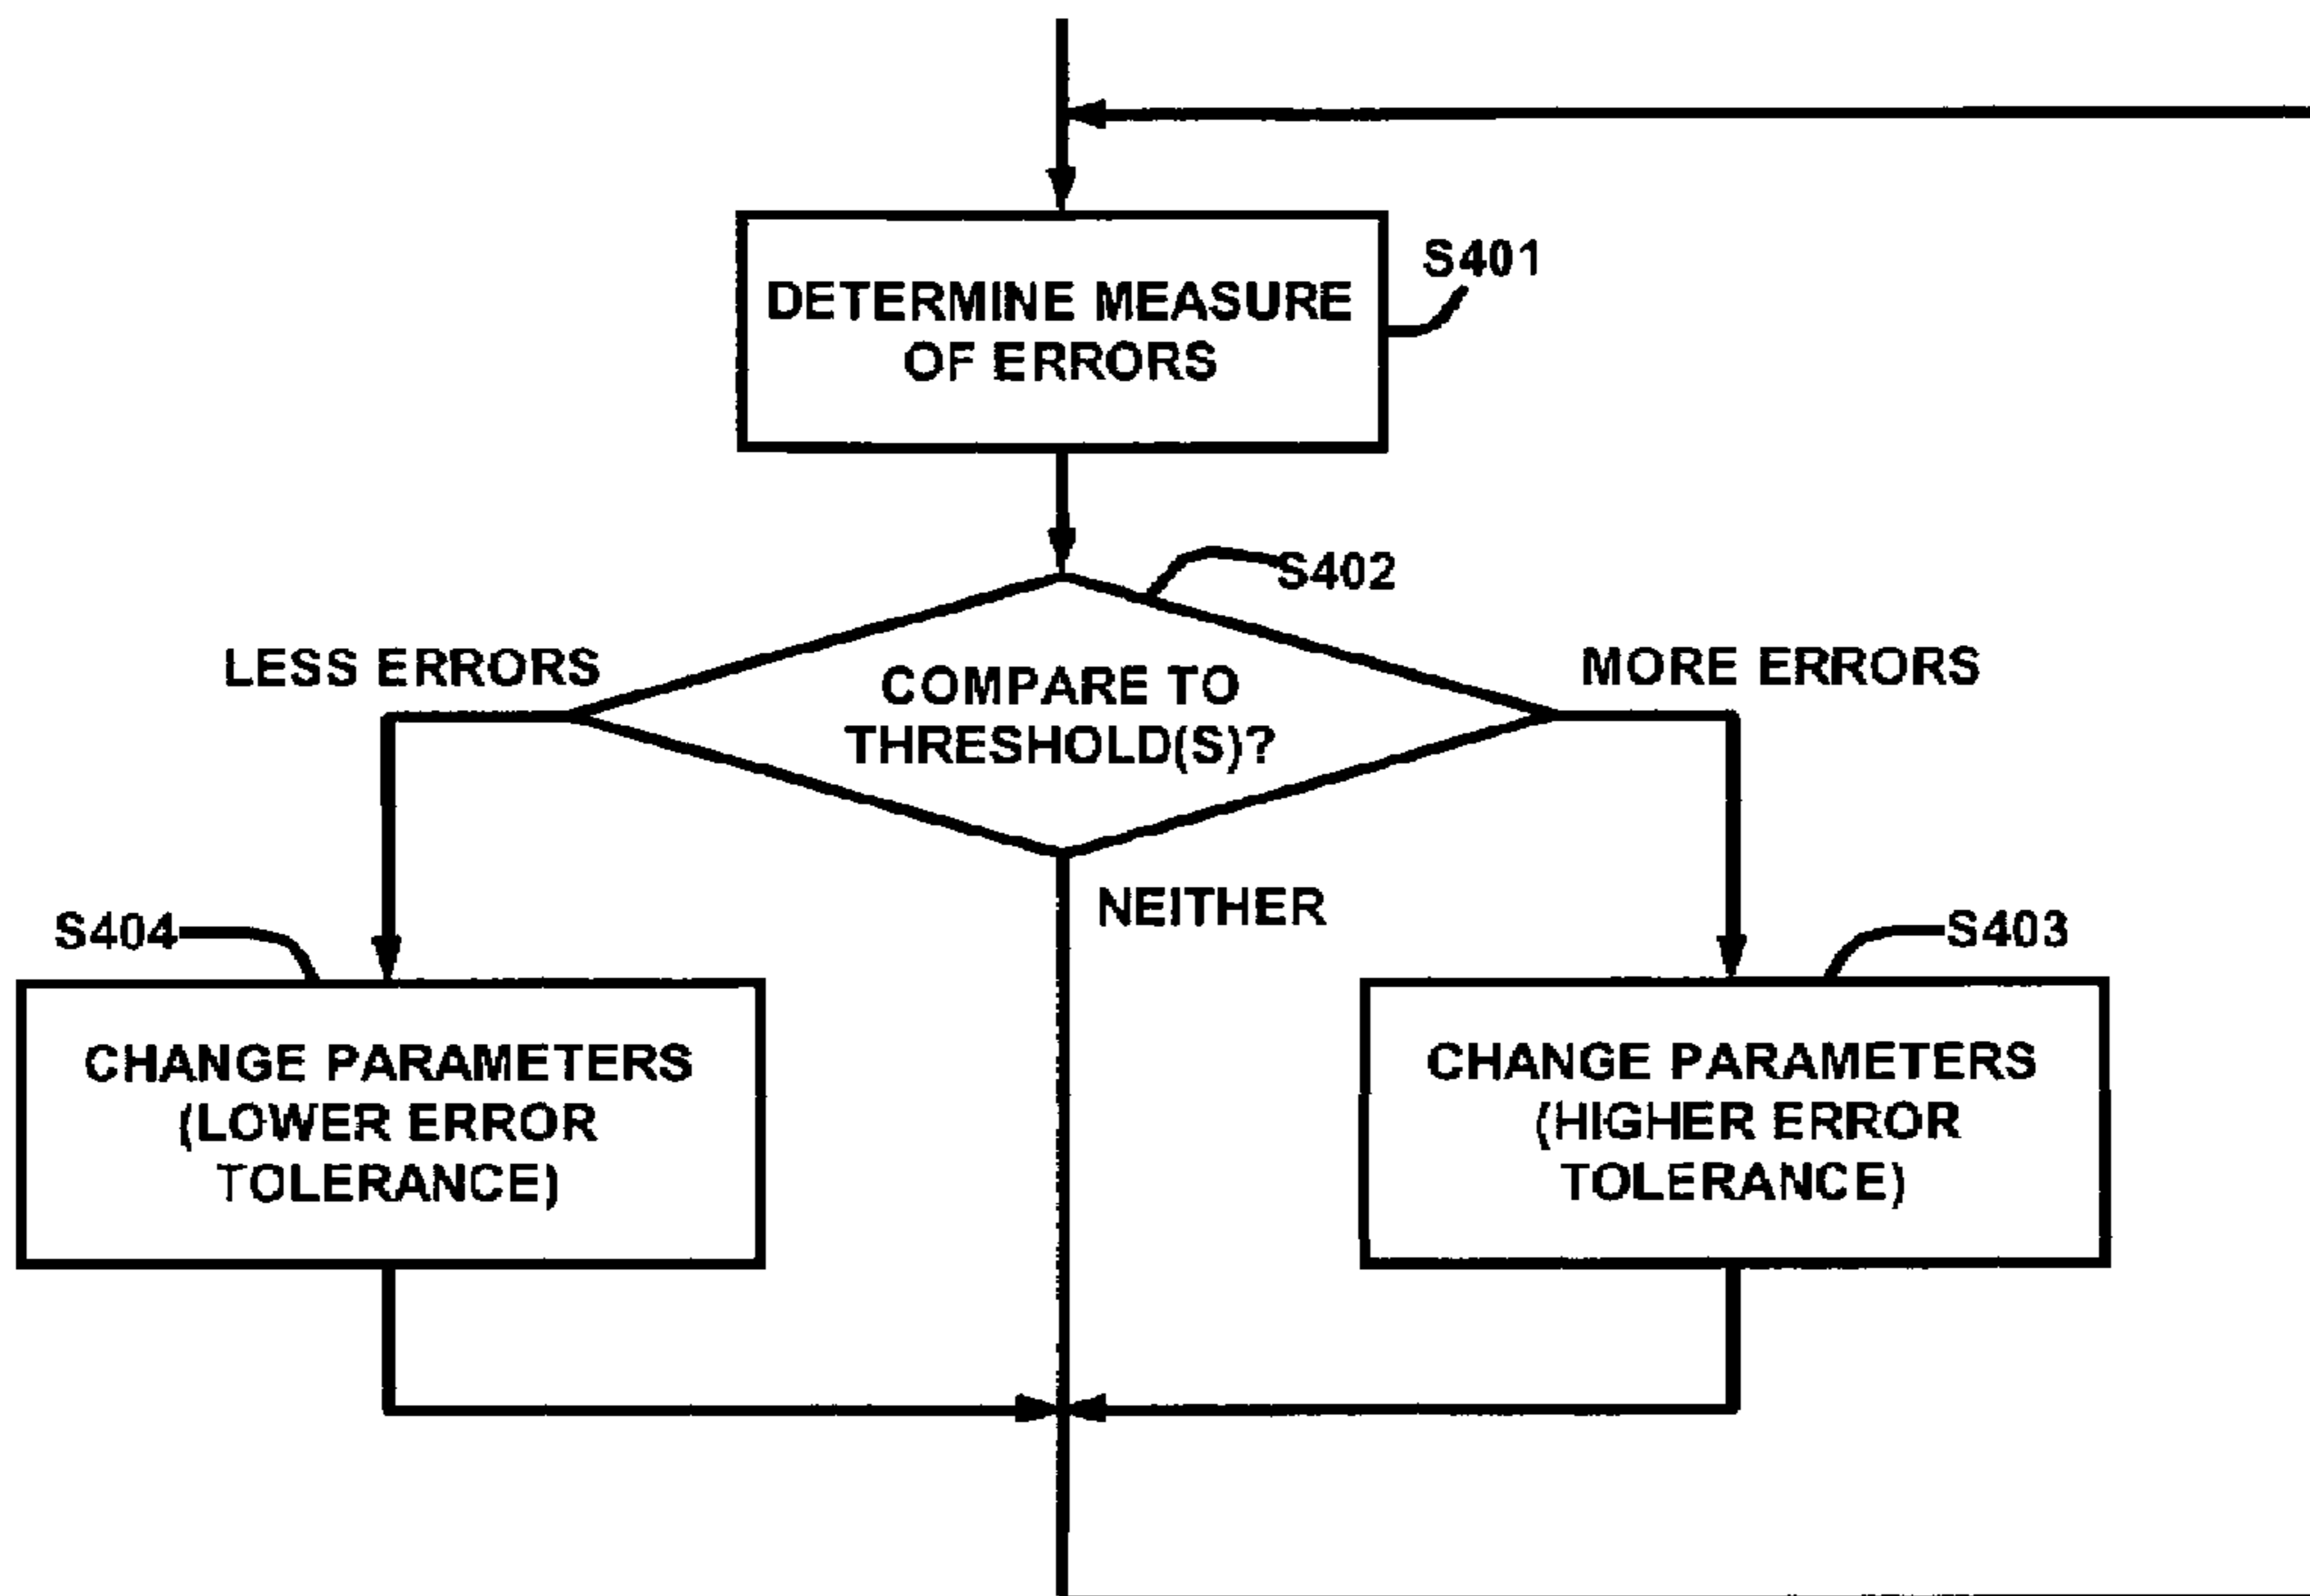 S401
DETERMINE MEASURE
OF ERRORS
S402
LESS ERRORS
MORE ERRORS
COMPARE TO
THRESHOLD(S)?
NEITHER
S404
S403
CHANGE PARAMETERS
(LOWER ERROR
TOLERANCE)
CHANGE PARAMETERS
(HIGHER ERROR
TOLERANCE)